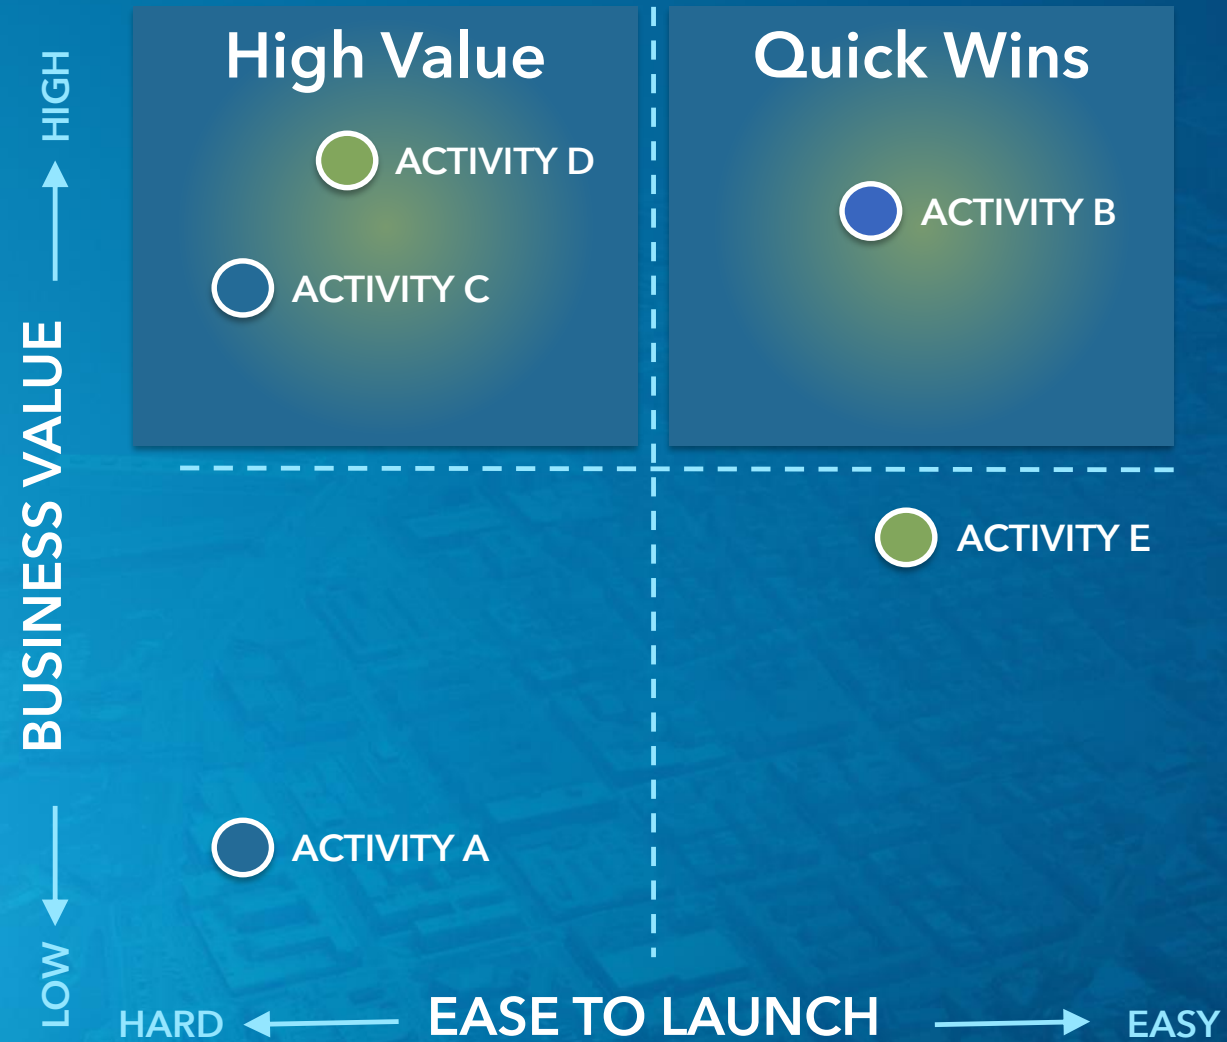 High Value
Quick Wins
HIGH
ACTIVITY D
ACTIVITY B
ACTIVITY C
BUSINESS VALUE
ACTIVITY E
ACTIVITY A
LOW
HARD
EASE TO LAUNCH
EASY